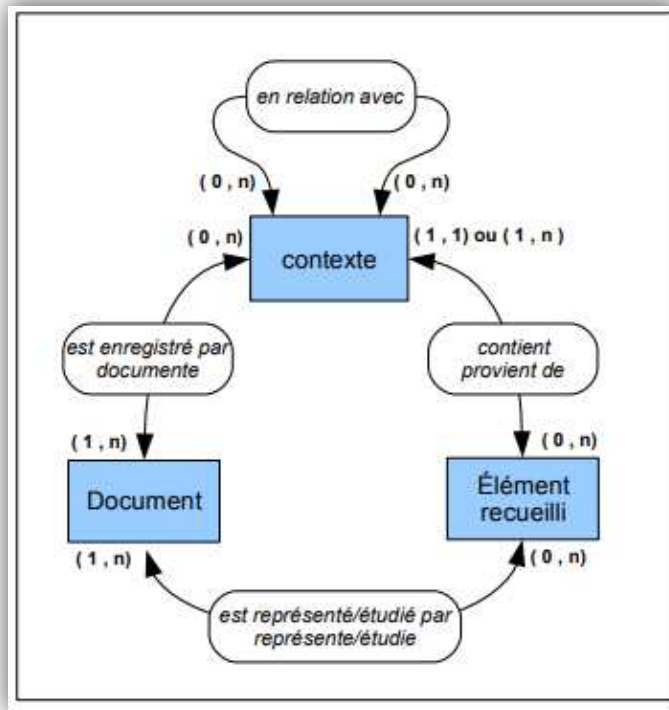 en relation avec
( 0 , n)
( 0 , n)
( 0 , n)
contexte
( 1 , 1) ou ( 1 , n )
est enregistré par
documente
contient
provient de
( 1 , n)
( 0 , n)
Document
Élément
recueilli
( 1 , n)
( 0 , n)
est représenté/étudié par
représente/étudie